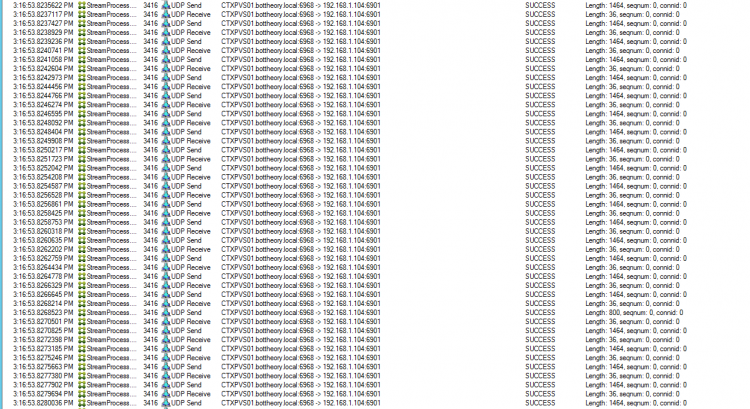 3:16:53.8235622 PM StreamProcess.... 3416 UDP Send CTXPVS01.bottheory.local:6968 -> 192.168.1.104:6901 SUCCESS Length: 1464, seqnum: 0, connid: 0
3:16:53.8237117 PM StreamProcess.... 3416 UDP Receive CTXPVS01.bottheory.local:6968 -> 192.168.1.104:6901 SUCCESS Length: 36, seqnum: 0, connid: 0
3:16:53.8237427 PM StreamProcess.... 3416 UDP Send CTXPVS01.bottheory.local:6968 -> 192.168.1.104:6901 SUCCESS Length: 1464, seqnum: 0, connid: 0
3:16:53.8238929 PM StreamProcess.... 3416 UDP Receive CTXPVS01.bottheory.local:6968 -> 192.168.1.104:6901 SUCCESS Length: 36, seqnum: 0, connid: 0
3:16:53.8239236 PM StreamProcess.... 3416 UDP Send CTXPVS01.bottheory.local:6968 -> 192.168.1.104:6901 SUCCESS Length: 1464, seqnum: 0, connid: 0
3:16:53.8240741 PM StreamProcess.... 3416 UDP Receive CTXPVS01.bottheory.local:6968 -> 192.168.1.104:6901 SUCCESS Length: 36, seqnum: 0, connid: 0
3:16:53.8241058 PM StreamProcess.... 3416 UDP Send CTXPVS01.bottheory.local:6968 -> 192.168.1.104:6901 SUCCESS Length: 1464, seqnum: 0, connid: 0
3:16:53.8242604 PM StreamProcess.... 3416 UDP Receive CTXPVS01.bottheory.local:6968 -> 192.168.1.104:6901 SUCCESS Length: 36, seqnum: 0, connid: 0
3:16:53.8242973 PM StreamProcess.... 3416 UDP Send CTXPVS01.bottheory.local:6968 -> 192.168.1.104:6901 SUCCESS Length: 1464, seqnum: 0, connid: 0
3:16:53.8244456 PM StreamProcess.... 3416 UDP Receive CTXPVS01.bottheory.local:6968 -> 192.168.1.104:6901 SUCCESS Length: 36, seqnum: 0, connid: 0
3:16:53.8244766 PM StreamProcess.... 3416 UDP Send CTXPVS01.bottheory.local:6968 -> 192.168.1.104:6901 SUCCESS Length: 1464, seqnum: 0, connid: 0
3:16:53.8246274 PM StreamProcess.... 3416 UDP Receive CTXPVS01.bottheory.local:6968 -> 192.168.1.104:6901 SUCCESS Length: 36, seqnum: 0, connid: 0
3:16:53.8246595 PM StreamProcess.... 3416 UDP Send CTXPVS01.bottheory.local:6968 -> 192.168.1.104:6901 SUCCESS Length: 1464, seqnum: 0, connid: 0
3:16:53.8248092 PM StreamProcess.... 3416 UDP Receive CTXPVS01.bottheory.local:6968 -> 192.168.1.104:6901 SUCCESS Length: 36, seqnum: 0, connid: 0
3:16:53.8248404 PM StreamProcess.... 3416 UDP Send CTXPVS01.bottheory.local:6968 -> 192.168.1.104:6901 SUCCESS Length: 1464, seqnum: 0, connid: 0
3:16:53.8249908 PM StreamProcess.... 3416 UDP Receive CTXPVS01.bottheory.local:6968 -> 192.168.1.104:6901 SUCCESS Length: 36, seqnum: 0, connid: 0
3:16:53.8250217 PM StreamProcess.... 3416 UDP Send CTXPVS01.bottheory.local:6968 -> 192.168.1.104:6901 SUCCESS Length: 1464, seqnum: 0, connid: 0
3:16:53.8251723 PM StreamProcess.... 3416 UDP Receive CTXPVS01.bottheory.local:6968 -> 192.168.1.104:6901 SUCCESS Length: 36, seqnum: 0, connid: 0
3:16:53.8252042 PM StreamProcess.... 3416 UDP Send CTXPVS01.bottheory.local:6968 -> 192.168.1.104:6901 SUCCESS Length: 1464, seqnum: 0, connid: 0
3:16:53.8254208 PM StreamProcess.... 3416 UDP Receive CTXPVS01.bottheory.local:6968 -> 192.168.1.104:6901 SUCCESS Length: 36, seqnum: 0, connid: 0
3:16:53.8254587 PM StreamProcess.... 3416 UDP Send CTXPVS01.bottheory.local:6968 -> 192.168.1.104:6901 SUCCESS Length: 1464, seqnum: 0, connid: 0
3:16:53.8256528 PM StreamProcess.... 3416 UDP Receive CTXPVS01.bottheory.local:6968 -> 192.168.1.104:6901 SUCCESS Length: 36, seqnum: 0, connid: 0
3:16:53.8256861 PM StreamProcess.... 3416 UDP Send CTXPVS01.bottheory.local:6968 -> 192.168.1.104:6901 SUCCESS Length: 1464, seqnum: 0, connid: 0
3:16:53.8258425 PM StreamProcess.... 3416 UDP Receive CTXPVS01.bottheory.local:6968 -> 192.168.1.104:6901 SUCCESS Length: 36, seqnum: 0, connid: 0
3:16:53.8258753 PM StreamProcess.... 3416 UDP Send CTXPVS01.bottheory.local:6968 -> 192.168.1.104:6901 SUCCESS Length: 1464, seqnum: 0, connid: 0
3:16:53.8260318 PM StreamProcess.... 3416 UDP Receive CTXPVS01.bottheory.local:6968 -> 192.168.1.104:6901 SUCCESS Length: 36, seqnum: 0, connid: 0
3:16:53.8260635 PM StreamProcess.... 3416 UDP Send CTXPVS01.bottheory.local:6968 -> 192.168.1.104:6901 SUCCESS Length: 1464, seqnum: 0, connid: 0
3:16:53.8262202 PM StreamProcess.... 3416 UDP Receive CTXPVS01.bottheory.local:6968 -> 192.168.1.104:6901 SUCCESS Length: 36, seqnum: 0, connid: 0
3:16:53.8262759 PM StreamProcess.... 3416 UDP Send CTXPVS01.bottheory.local:6968 -> 192.168.1.104:6901 SUCCESS Length: 1464, seqnum: 0, connid: 0
3:16:53.8264434 PM StreamProcess.... 3416 UDP Receive CTXPVS01.bottheory.local:6968 -> 192.168.1.104:6901 SUCCESS Length: 36, seqnum: 0, connid: 0
3:16:53.8264778 PM StreamProcess.... 3416 UDP Send CTXPVS01.bottheory.local:6968 -> 192.168.1.104:6901 SUCCESS Length: 1464, seqnum: 0, connid: 0
3:16:53.8266329 PM StreamProcess.... 3416 UDP Receive CTXPVS01.bottheory.local:6968 -> 192.168.1.104:6901 SUCCESS Length: 36, seqnum: 0, connid: 0
3:16:53.8266645 PM StreamProcess.... 3416 UDP Send CTXPVS01.bottheory.local:6968 -> 192.168.1.104:6901 SUCCESS Length: 1464, seqnum: 0, connid: 0
3:16:53.8268214 PM StreamProcess.... 3416 UDP Receive CTXPVS01.bottheory.local:6968 -> 192.168.1.104:6901 SUCCESS Length: 36, seqnum: 0, connid: 0
3:16:53.8268523 PM StreamProcess.... 3416 UDP Send CTXPVS01.bottheory.local:6968 -> 192.168.1.104:6901 SUCCESS Length: 800, seqnum: 0, connid: 0
3:16:53.8270501 PM StreamProcess.... 3416 UDP Receive CTXPVS01.bottheory.local:6968 -> 192.168.1.104:6901 SUCCESS Length: 36, seqnum: 0, connid: 0
3:16:53.8270825 PM StreamProcess.... 3416 UDP Send CTXPVS01.bottheory.local:6968 -> 192.168.1.104:6901 SUCCESS Length: 1464, seqnum: 0, connid: 0
3:16:53.8272398 PM StreamProcess.... 3416 UDP Receive CTXPVS01.bottheory.local:6968 -> 192.168.1.104:6901 SUCCESS Length: 36, seqnum: 0, connid: 0
3:16:53.8273185 PM StreamProcess.... 3416 UDP Send CTXPVS01.bottheory.local:6968 -> 192.168.1.104:6901 SUCCESS Length: 1464, seqnum: 0, connid: 0
3:16:53.8275246 PM StreamProcess.... 3416 UDP Receive CTXPVS01.bottheory.local:6968 -> 192.168.1.104:6901 SUCCESS Length: 36, seqnum: 0, connid: 0
3:16:53.8275663 PM StreamProcess.... 3416 UDP Send CTXPVS01.bottheory.local:6968 -> 192.168.1.104:6901 SUCCESS Length: 1464, seqnum: 0, connid: 0
3:16:53.8277380 PM StreamProcess.... 3416 UDP Receive CTXPVS01.bottheory.local:6968 -> 192.168.1.104:6901 SUCCESS Length: 36, seqnum: 0, connid: 0
3:16:53.8277902 PM StreamProcess.... 3416 UDP Send CTXPVS01.bottheory.local:6968 -> 192.168.1.104:6901 SUCCESS Length: 1464, seqnum: 0, connid: 0
3:16:53.8279694 PM StreamProcess.... 3416 UDP Receive CTXPVS01.bottheory.local:6968 -> 192.168.1.104:6901 SUCCESS Length: 36, seqnum: 0, connid: 0
3:16:53.8280036 PM StreamProcess.... 3416 UDP Send CTXPVS01.bottheory.local:6968 -> 192.168.1.104:6901 SUCCESS Length: 1464, seqnum: 0, connid: 0